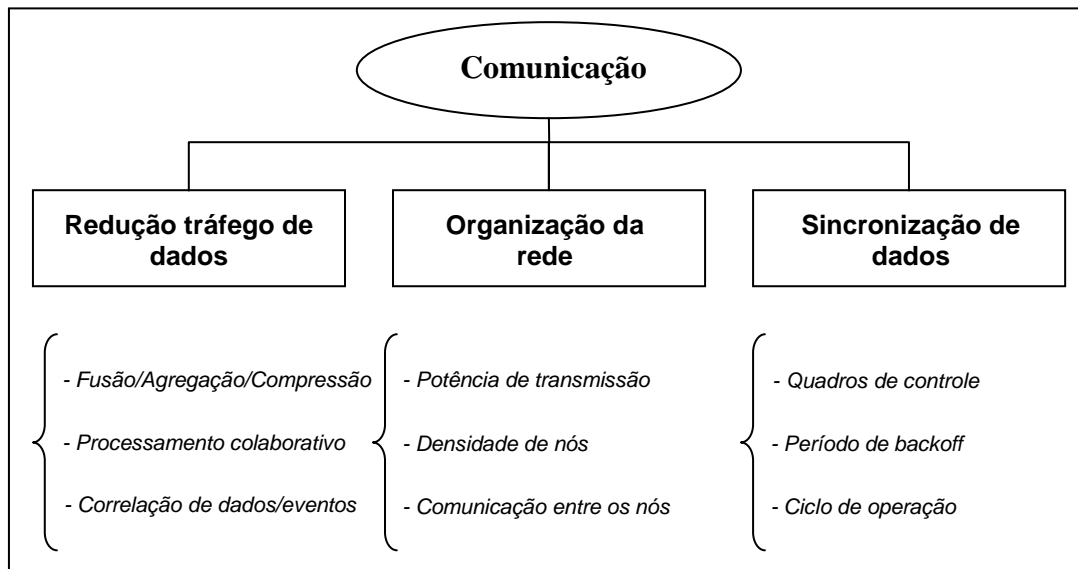 Comunicação
Redução tráfego de
dados
Organização da
rede
Sincronização de
dados
- Fusão/Agregação/Compressão
- Processamento colaborativo
- Correlação de dados/eventos
- Potência de transmissão
- Densidade de nós
- Comunicação entre os nós
- Quadros de controle
- Período de backoff
- Ciclo de operação